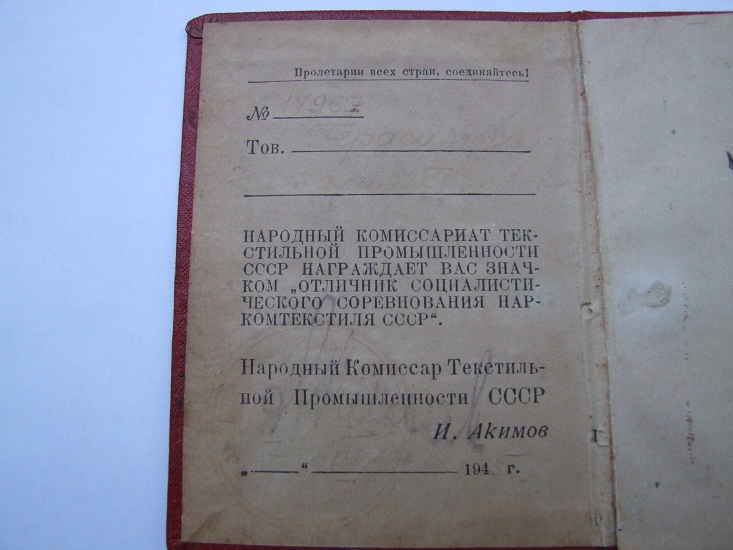 Пролетарии всех стран, соединяйтесь!
№ 14967
Тов.
НАРОДНЫЙ КОМИССАРИАТ ТЕК-
СТИЛЬНОЙ ПРОМЫШЛЕННОСТИ
СССР НАГРАЖДАЕТ ВАС ЗНАЧ-
КОМ „ОТЛИЧНИК СОЦИАЛИСТИ-
ЧЕСКОГО СОРЕВНОВАНИЯ НАР-
КОМТЕКСТИЛЯ СССР“.
Народный Комиссар Текстиль-
ной Промышленности СССР
И. Акимов
„ “ 194 г.